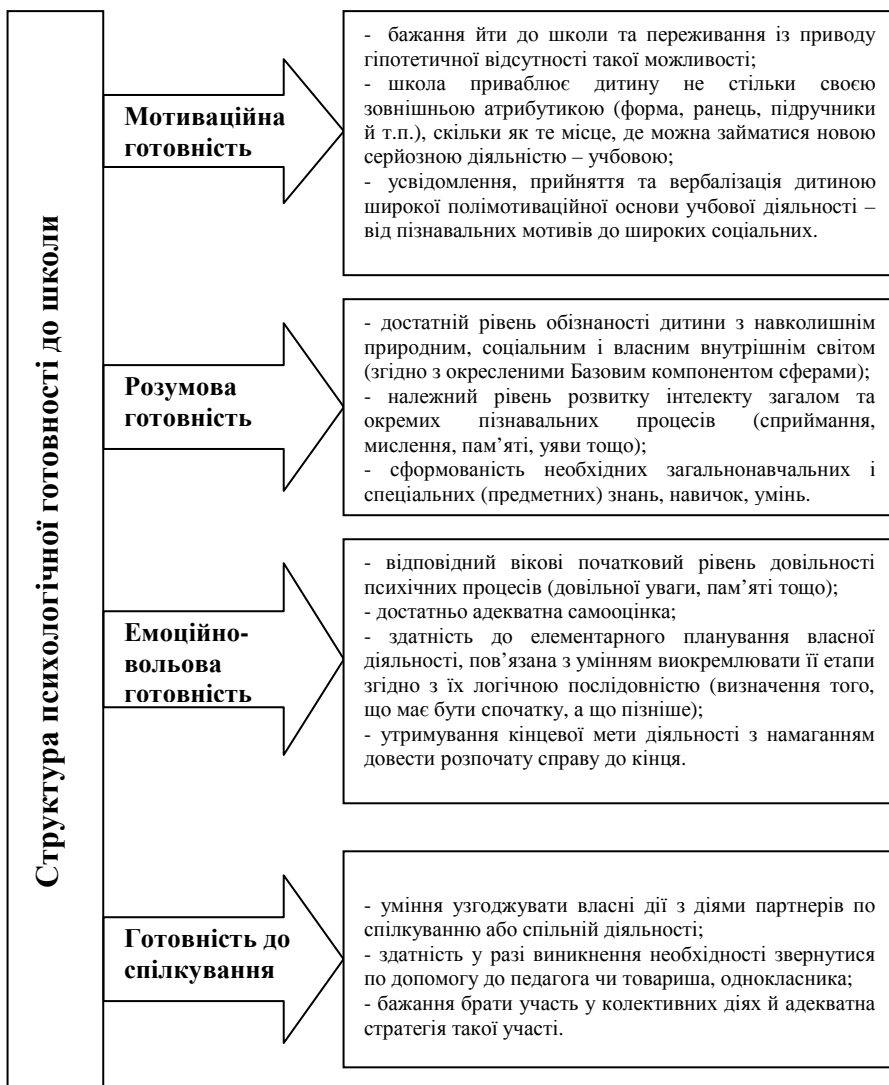 Структура психологічної готовності до школи
Мотиваційна
готовність
- бажання йти до школи та переживання із приводу
гіпотетичної відсутності такої можливості;
- школа приваблює дитину не стільки своєю
зовнішньою атрибутикою (форма, ранець, підручники
й т.п.), скільки як те місце, де можна займатися новою
серйозною діяльністю – учбовою;
- усвідомлення, прийняття та вербалізація дитиною
широкої полімотиваційної основи учбової діяльності –
від пізнавальних мотивів до широких соціальних.
Розумова
готовність
- достатній рівень обізнаності дитини з навколишнім
природним, соціальним і власним внутрішнім світом
(згідно з окресленими Базовим компонентом сферами);
- належний рівень розвитку інтелекту загалом та
окремих пізнавальних процесів (сприймання,
мислення, пам’яті, уяви тощо);
- сформованість необхідних загальнонавчальних і
спеціальних (предметних) знань, навичок, умінь.
Емоційно-
вольова
готовність
- відповідний вікові початковий рівень довільності
психічних процесів (довільної уваги, пам’яті тощо);
- достатньо адекватна самооцінка;
- здатність до елементарного планування власної
діяльності, пов’язана з умінням виокремлювати її етапи
згідно з їх логічною послідовністю (визначення того,
що має бути спочатку, а що пізніше);
- утримування кінцевої мети діяльності з намаганням
довести розпочату справу до кінця.
Готовність до
спілкування
- уміння узгоджувати власні дії з діями партнерів по
спілкуванню або спільній діяльності;
- здатність у разі виникнення необхідності звернутися
по допомогу до педагога чи товариша, однокласника;
- бажання брати участь у колективних діях й адекватна
стратегія такої участі.